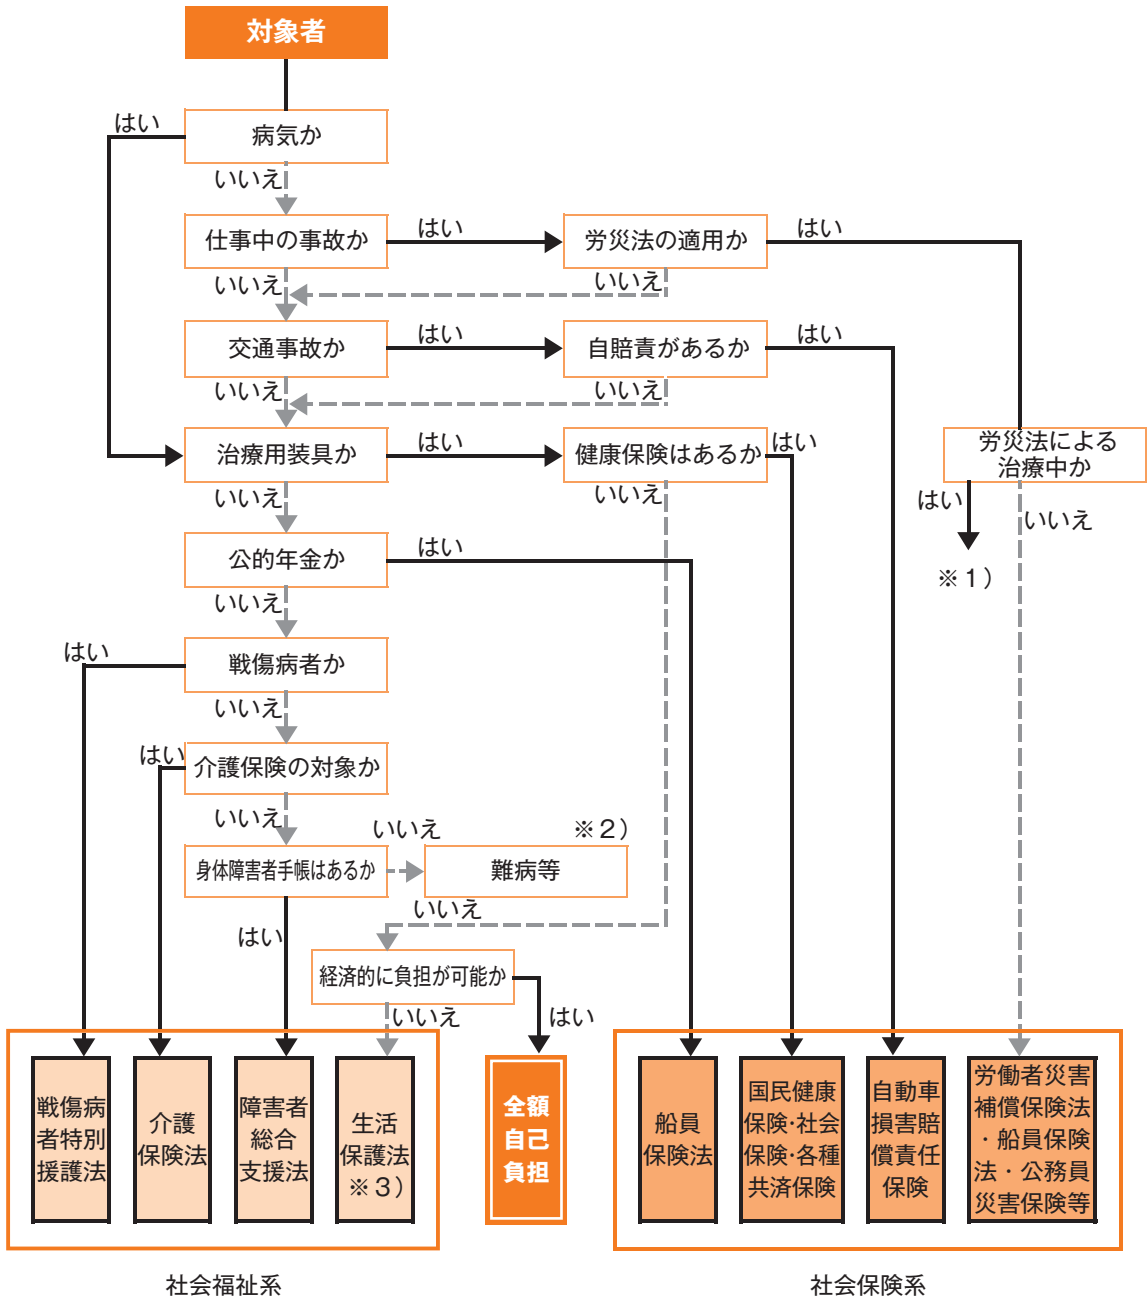 対象者
はい
病気か
いいえ
仕事中の事故か
はい
労災法の適用か
はい
いいえ
いいえ
交通事故か
はい
自賠責があるか
はい
いいえ
いいえ
治療用装具か
はい
健康保険はあるか
はい
労災法による
治療中か
いいえ
いいえ
はい
いいえ
公的年金か
はい
※1）
いいえ
はい
戦傷病者か
いいえ
はい
介護保険の対象か
いいえ
いいえ
※2）
身体障害者手帳はあるか
難病等
いいえ
はい
経済的に負担が可能か
いいえ
はい
戦傷病
者特別
援護法
介護
保険法
障害者
総合
支援法
生活
保護法
※3）
全額
自己
負担
船員
保険法
国民健康
保険・社会
保険・各種
共済保険
自動車
損害賠
償責任
保険
労働者災害
補償保険法
・船員保険
法・公務員
災害保険等
社会福祉系
社会保険系